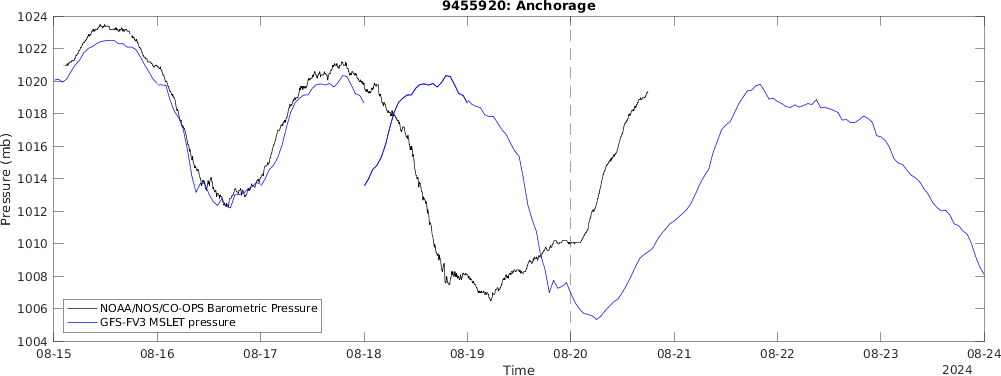 9455920: Anchorage
Pressure (mb)
1024
1022
1020
1018
1016
1014
1012
1010
1008
1006
1004
NOAA/NOS/CO-OPS Barometric Pressure
GFS-FV3 MSLET pressure
08-15 08-16 08-17 08-18 08-19 08-20 08-21 08-22 08-23 08-24
Time
2024